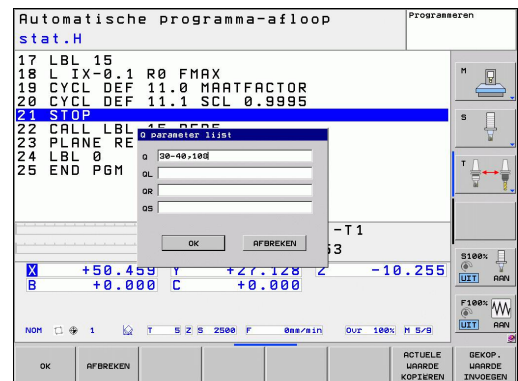 Automatische programma-afloop
Programmeren
stat.H
17 LBL 15
18 L IX-0.1 R0 FMAX
19 CYCL DEF 11.0 MAATFACTOR
20 CYCL DEF 11.1 SCL 0.9995
21 STOP
22 CALL LBL 15 REP5
23 PLANE RE
24 LBL 0
25 END PGM
Q parameter lijst
Q 30-40,100
QL
QR
QS
OK AFBREKEN
-T1
X +50.459 Y +27.128 Z -10.255
B +0.000 C +0.000
NOM 1 T 5 Z S 2500 F 0mm/min Our 100% M 5/9
M
S
T
S100%
UIT AAN
F100%
UIT AAN
OK
AFBREKEN
ACTUELE WAARDE KOPIEREN
GEKOP. WAARDE INVOEGEN